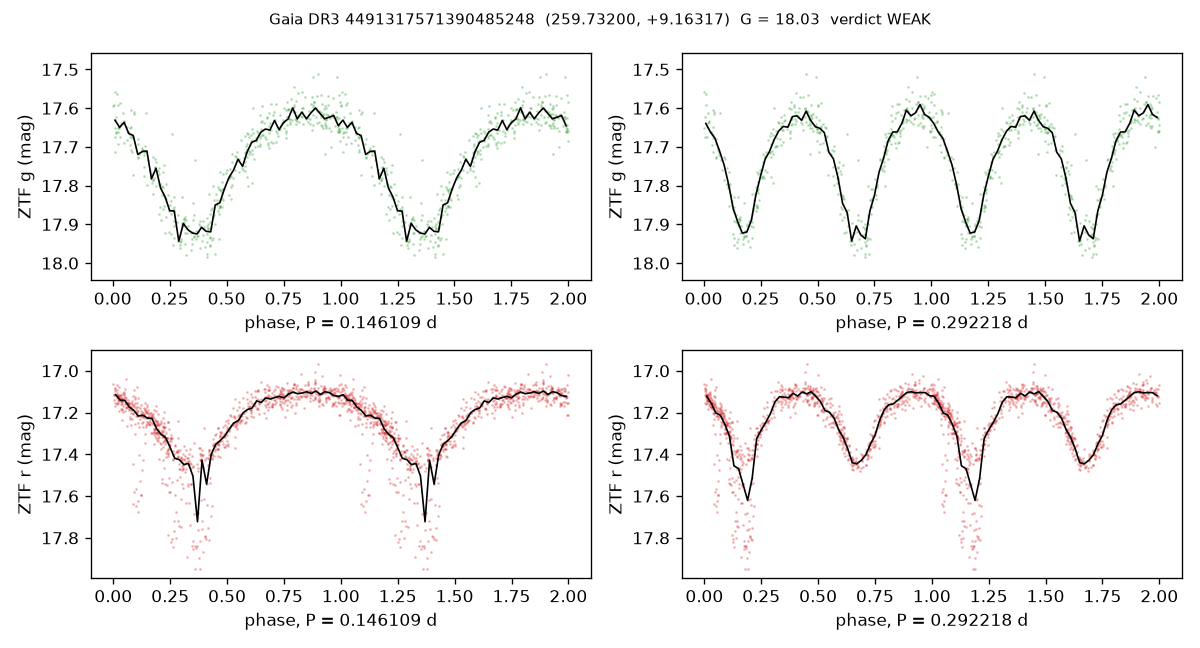 Gaia DR3 4491317571390485248 (259.73200, +9.16317) G = 18.03 verdict WEAK
ZTF g (mag)
17.5
17.6
17.7
17.8
17.9
18.0
0.00 0.25 0.50 0.75 1.00 1.25 1.50 1.75 2.00
phase, P = 0.146109 d
ZTF g (mag)
17.5
17.6
17.7
17.8
17.9
18.0
0.00 0.25 0.50 0.75 1.00 1.25 1.50 1.75 2.00
phase, P = 0.292218 d
ZTF r (mag)
17.0
17.2
17.4
17.6
17.8
0.00 0.25 0.50 0.75 1.00 1.25 1.50 1.75 2.00
phase, P = 0.146109 d
ZTF r (mag)
17.0
17.2
17.4
17.6
17.8
0.00 0.25 0.50 0.75 1.00 1.25 1.50 1.75 2.00
phase, P = 0.292218 d